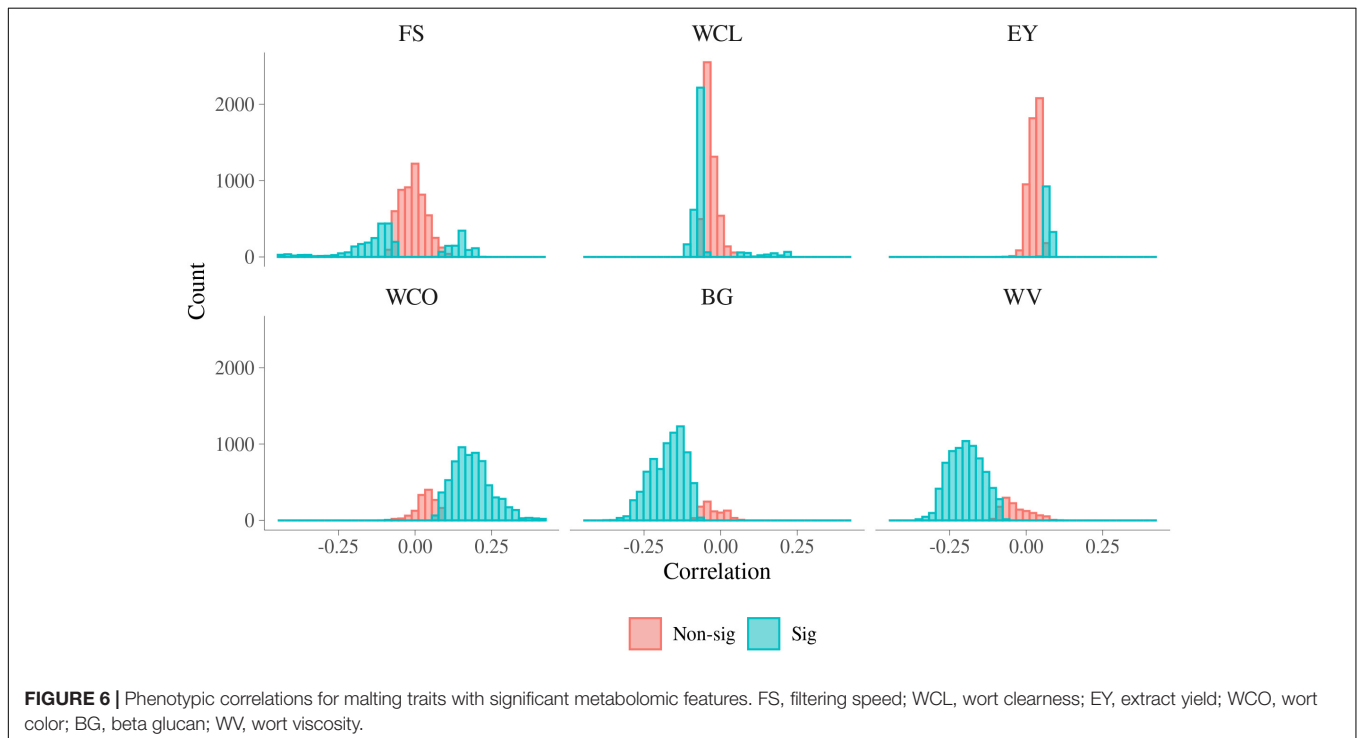 FS WCL EY
2000
1000
0
WCO BG WV
2000
1000
0
-0.25 0.00 0.25 -0.25 0.00 0.25 -0.25 0.00 0.25
Count
Correlation
Non-sig Sig
FIGURE 6 | Phenotypic correlations for malting traits with significant metabolomic features. FS, filtering speed; WCL, wort clearness; EY, extract yield; WCO, wort
color; BG, beta glucan; WV, wort viscosity.